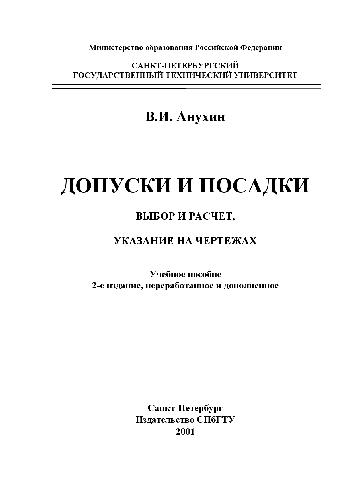 Министерство образования Российской Федерации
САНКТ-ПЕТЕРБУРГСКИЙ
ГОСУДАРСТВЕННЫЙ ТЕХНИЧЕСКИЙ УНИВЕРСИТЕТ
В.И. Анухин
ДОПУСКИ И ПОСАДКИ
ВЫБОР И РАСЧЕТ,
УКАЗАНИЕ НА ЧЕРТЕЖАХ
Учебное пособие
2-е издание, переработанное и дополненное
Санкт-Петербург
Издательство СПбГТУ
2001